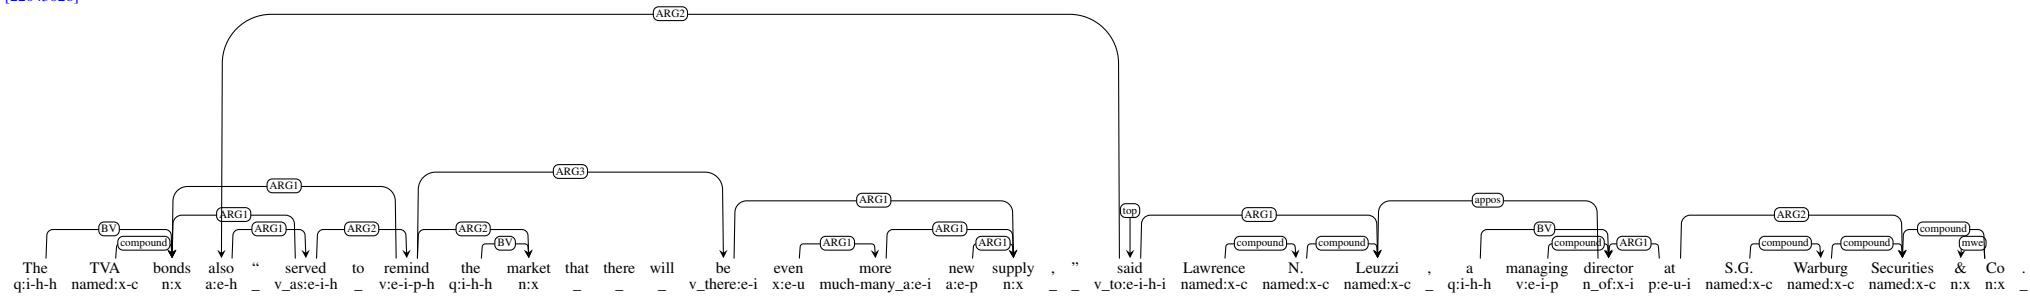 ARG2
ARG3
ARG1 ARG1 appos
top
ARG1 ARG1 ARG2
BV ARG1 ARG2 ARG2 ARG1 BV compound
compound BV ARG1 ARG1 compound compound compound ARG1 compound compound mwe
The TVA bonds also “ served to remind the market that there will be even more new supply , ” said Lawrence N. Leuzzi , a managing director at S.G. Warburg Securities & Co .
q:i-h-h named:x-c n:x a:e-h _ v_as:e-i-h _ v:e-i-p-h q:i-h-h n:x _ _ _ v_there:e-i x:e-u much-many_a:e-i a:e-p n:x _ _ v_to:e-i-h-i named:x-c named:x-c named:x-c _ q:i-h-h v:e-i-p n_of:x-i p:e-u-i named:x-c named:x-c named:x-c n:x n:x _